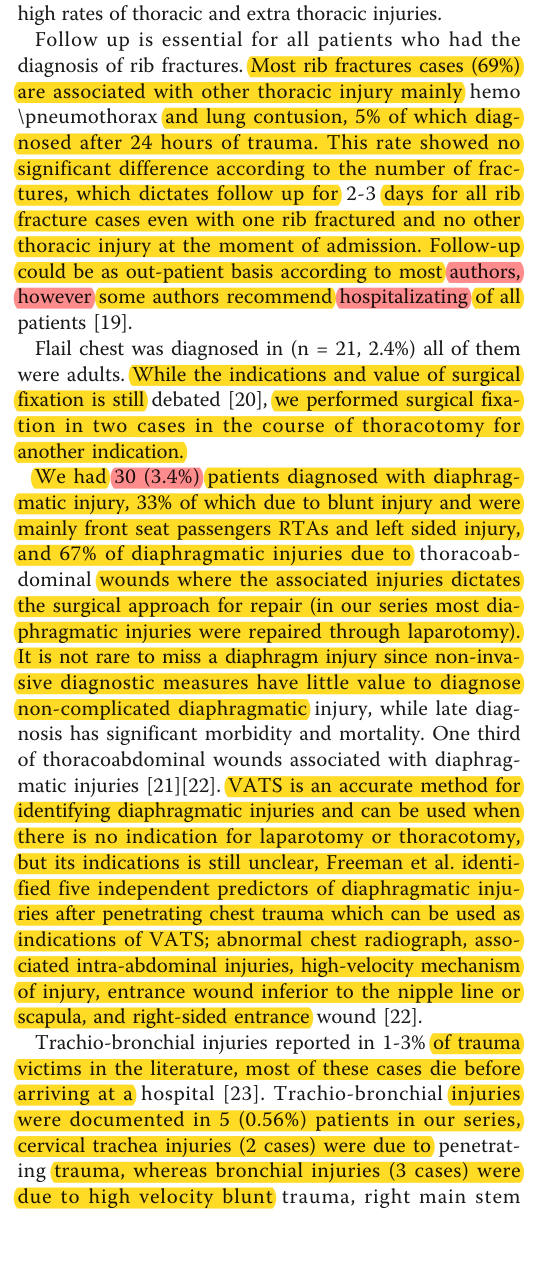 high rates of thoracic and extra thoracic injuries.
Follow up is essential for all patients who had the
diagnosis of rib fractures. Most rib fractures cases (69%)
are associated with other thoracic injury mainly hemo
\pneumothorax and lung contusion, 5% of which diag-
nosed after 24 hours of trauma. This rate showed no
significant difference according to the number of frac-
tures, which dictates follow up for 2-3 days for all rib
fracture cases even with one rib fractured and no other
thoracic injury at the moment of admission. Follow-up
could be as out-patient basis according to most authors,
however some authors recommend hospitalizating of all
patients [19].
Flail chest was diagnosed in (n = 21, 2.4%) all of them
were adults. While the indications and value of surgical
fixation is still debated [20], we performed surgical fixa-
tion in two cases in the course of thoracotomy for
another indication.
We had 30 (3.4%) patients diagnosed with diaphrag-
matic injury, 33% of which due to blunt injury and were
mainly front seat passengers RTAs and left sided injury,
and 67% of diaphragmatic injuries due to thoracoab-
dominal wounds where the associated injuries dictates
the surgical approach for repair (in our series most dia-
phragmatic injuries were repaired through laparotomy).
It is not rare to miss a diaphragm injury since non-inva-
sive diagnostic measures have little value to diagnose
non-complicated diaphragmatic injury, while late diag-
nosis has significant morbidity and mortality. One third
of thoracoabdominal wounds associated with diaphrag-
matic injuries [21][22]. VATS is an accurate method for
identifying diaphragmatic injuries and can be used when
there is no indication for laparotomy or thoracotomy,
but its indications is still unclear, Freeman et al. identi-
fied five independent predictors of diaphragmatic inju-
ries after penetrating chest trauma which can be used as
indications of VATS; abnormal chest radiograph, asso-
ciated intra-abdominal injuries, high-velocity mechanism
of injury, entrance wound inferior to the nipple line or
scapula, and right-sided entrance wound [22].
Trachio-bronchial injuries reported in 1-3% of trauma
victims in the literature, most of these cases die before
arriving at a hospital [23]. Trachio-bronchial injuries
were documented in 5 (0.56%) patients in our series,
cervical trachea injuries (2 cases) were due to penetrat-
ing trauma, whereas bronchial injuries (3 cases) were
due to high velocity blunt trauma, right main stem